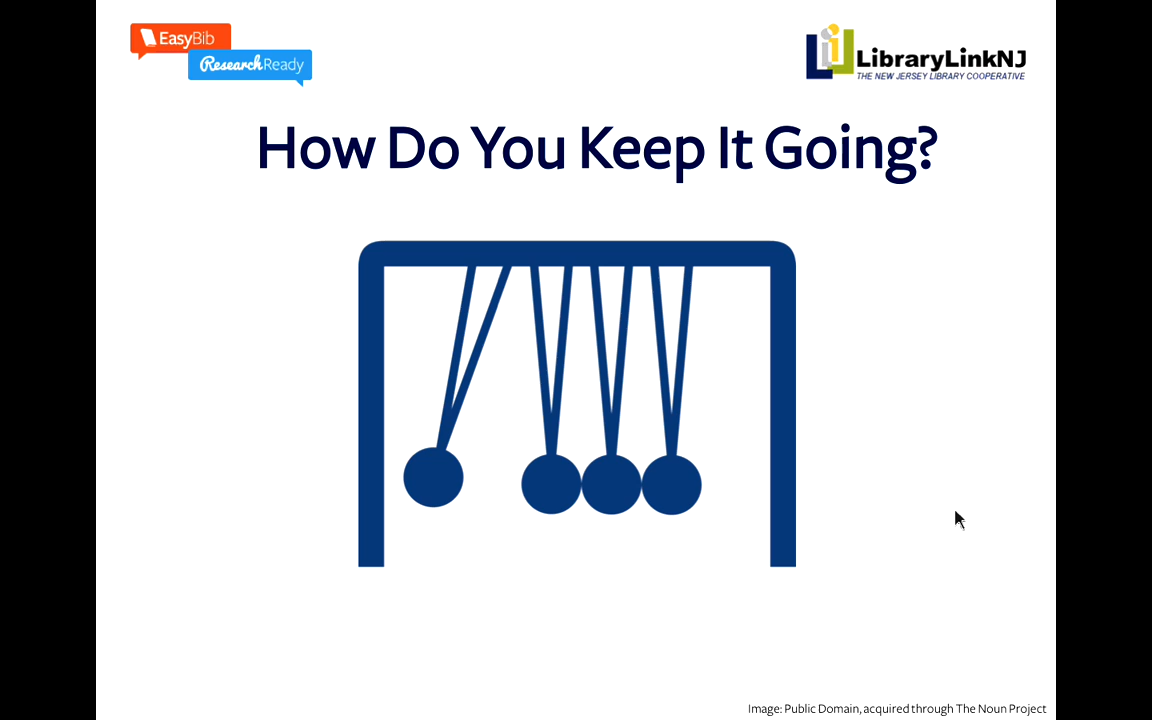 EasyBib
ResearchReady
LibraryLinkNJ
THE NEW JERSEY LIBRARY COOPERATIVE
How Do You Keep It Going?
Image: Public Domain, acquired through The Noun Project